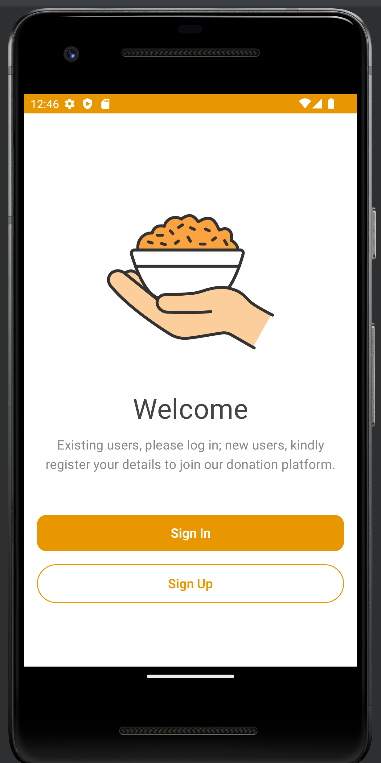 12:46
Welcome
Existing users, please log in; new users, kindly
register your details to join our donation platform.
Sign In
Sign Up